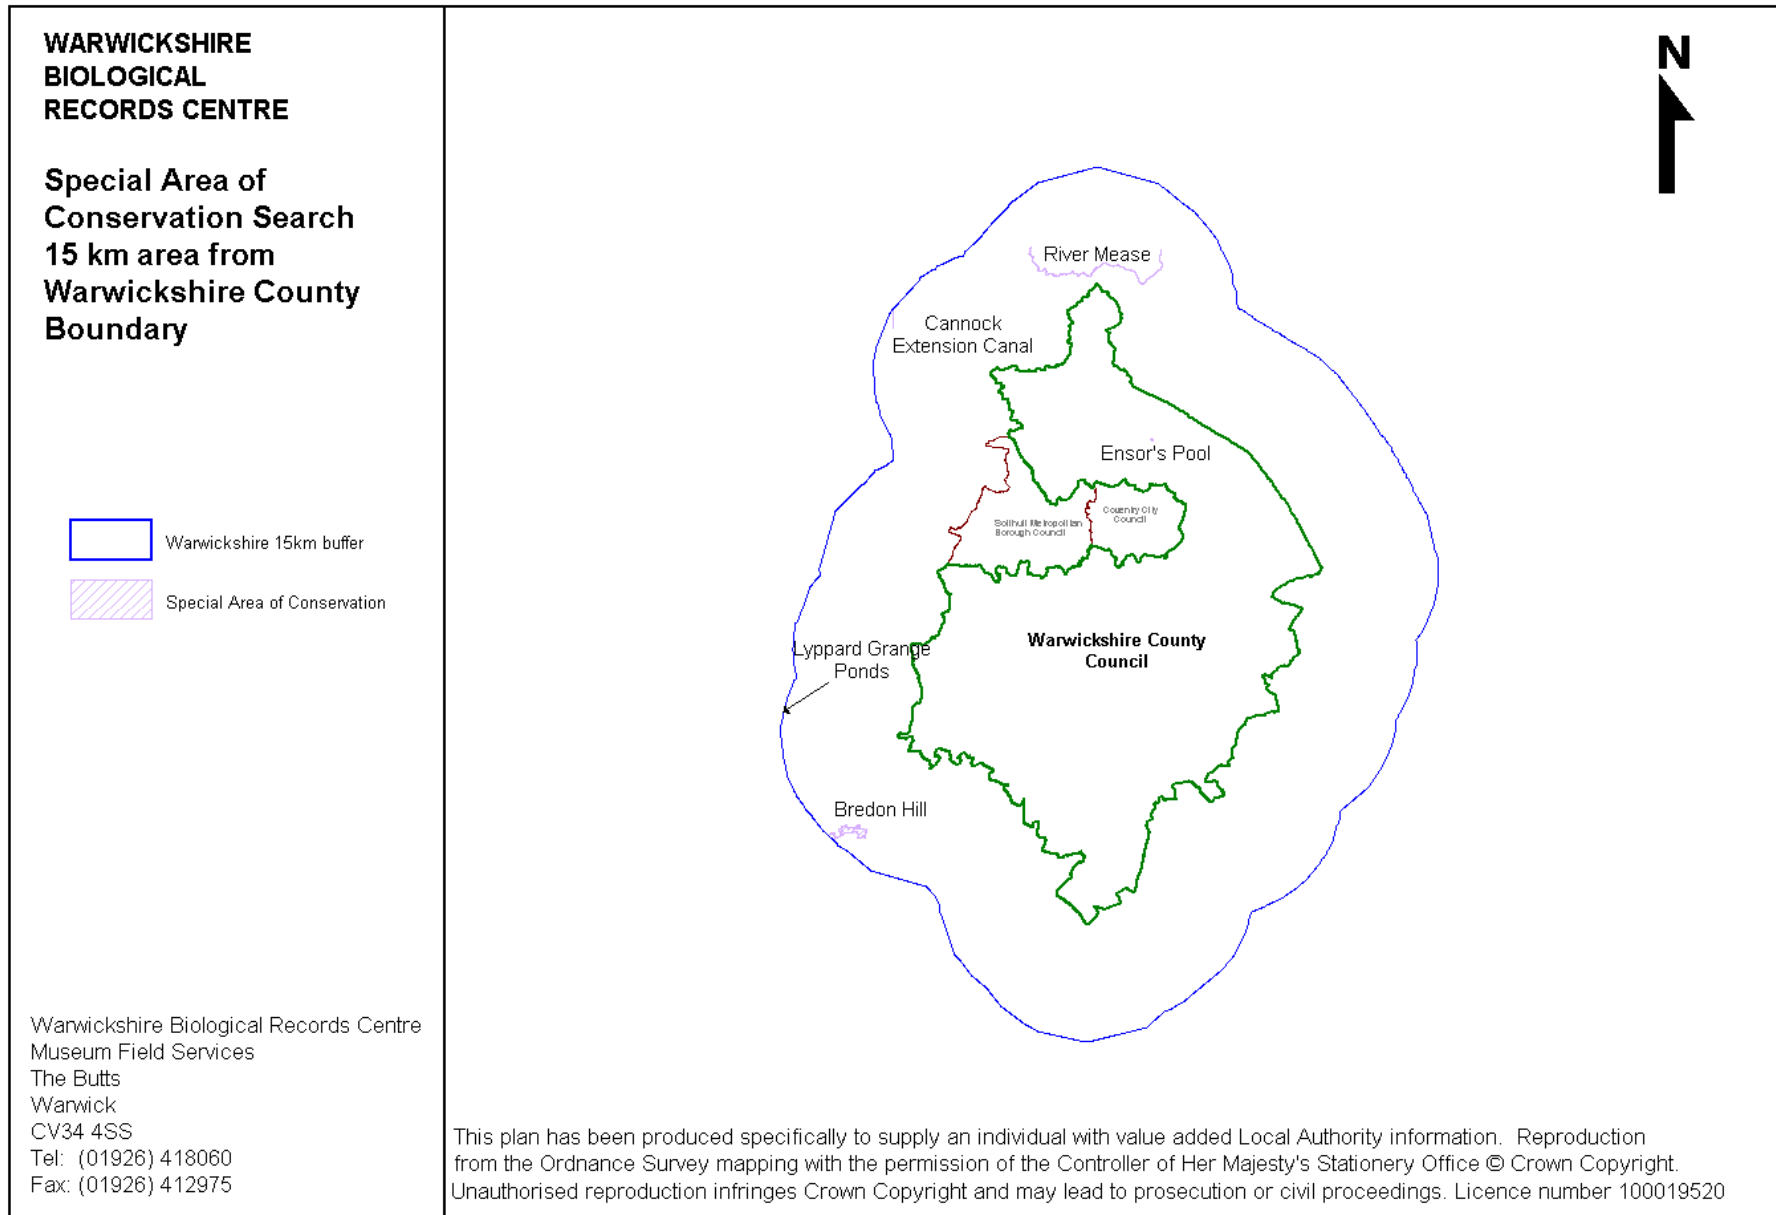 WARWICKSHIRE
BIOLOGICAL
RECORDS CENTRE
Special Area of
Conservation Search
15 km area from
Warwickshire County
Boundary
Warwickshire 15km buffer
Special Area of Conservation
Warwickshire Biological Records Centre
Museum Field Services
The Butts
Warwick
CV34 4SS
Tel: (01926) 418060
Fax: (01926) 412975
N
River Mease
Cannock
Extension Canal
Ensor's Pool
Solihull Metropolitan
Borough Council
Coventry City
Council
Warwickshire County
Council
Lyppard Grange
Ponds
Bredon Hill
This plan has been produced specifically to supply an individual with value added Local Authority information. Reproduction
from the Ordnance Survey mapping with the permission of the Controller of Her Majesty's Stationery Office © Crown Copyright.
Unauthorised reproduction infringes Crown Copyright and may lead to prosecution or civil proceedings. Licence number 100019520